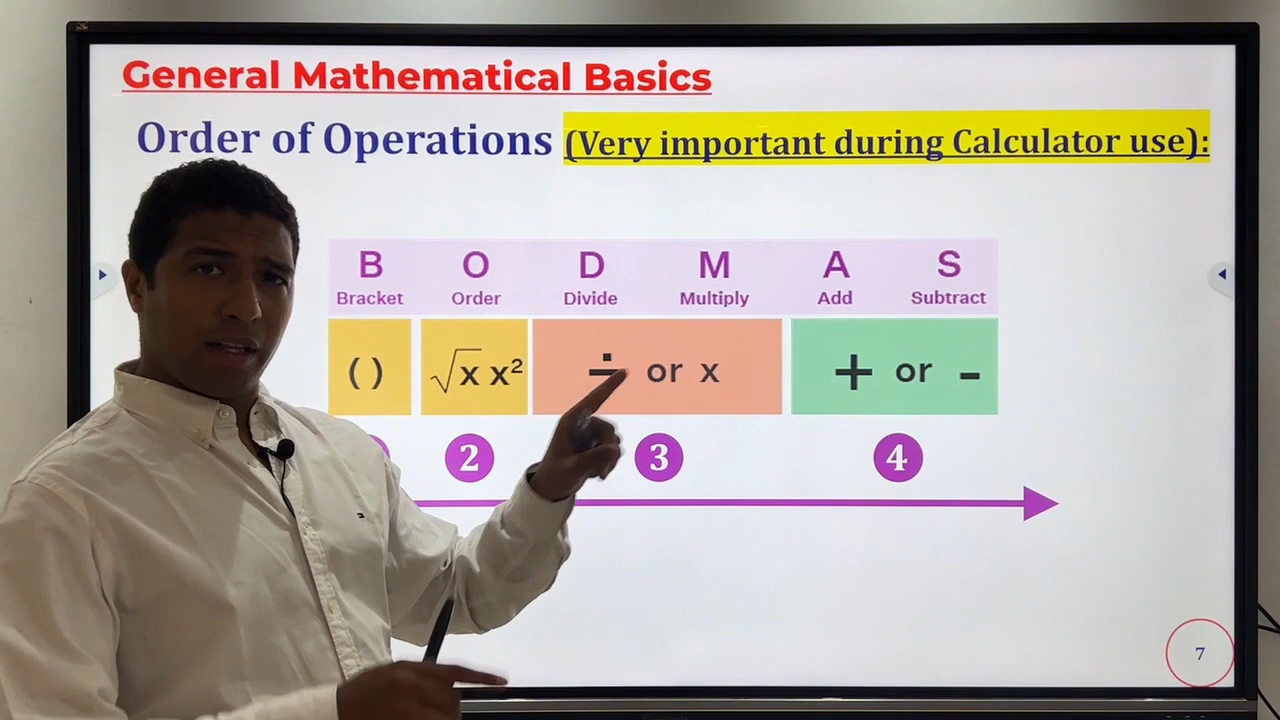 General Mathematical Basics
Order of Operations (Very important during Calculator use):
B O D M A S
Bracket Order Divide Multiply Add Subtract
( ) √x x² ÷ or x + or -
2 3 4
7